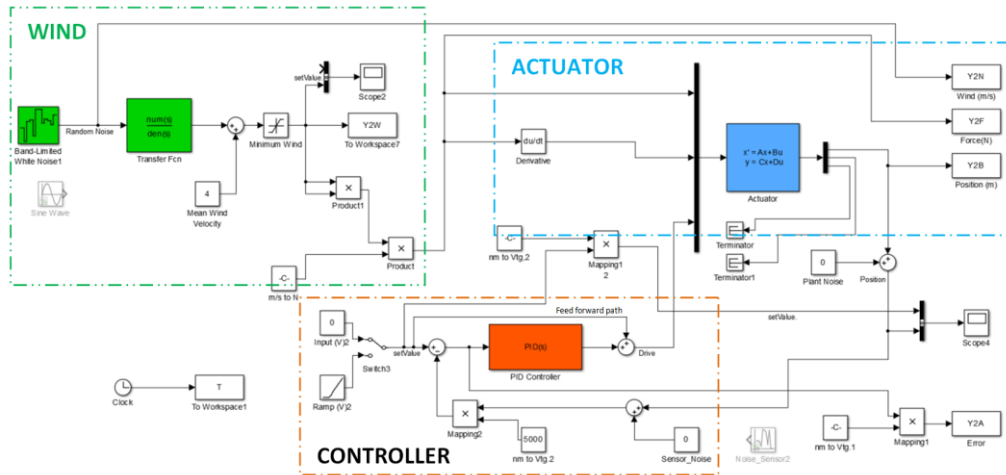 WIND
setValue
Scope2
num(s)
den(s)
Random Noise
Band-Limited
White Noise1
Transfer Fcn
Minimum Wind
Y2W
To Workspace7
Sine Wave
4
Mean Wind
Velocity
×
Product1
×
Product
-C-
m/s to N
ACTUATOR
du/dt
Derivative
x' = Ax+Bu
y = Cx+Du
Actuator
Y2N
Wind (m/s)
Y2F
Force(N)
Y2B
Position (m)
Terminator
Terminator1
-C-
nm to Vtg.2
×
Mapping1
2
0
Plant Noise
Position
setValue.
Scope4
Feed forward path
0
Input (V)2
setValue
Switch3
Ramp (V)2
PID(s)
PID Controller
Drive
×
Mapping2
5000
nm to Vtg.2
0
Sensor_Noise
CONTROLLER
Clock
T
To Workspace1
Noise_Sensor2
-C-
nm to Vtg.1
×
Mapping1
Y2A
Error